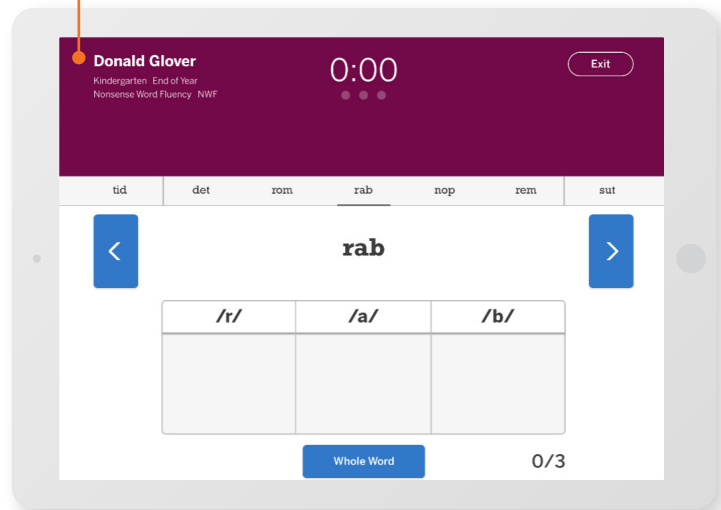 Donald Glover
Kindergarten End of Year
Nonsense Word Fluency NWF
0:00
Exit
tid det rom rab nop rem sut
<
rab
>
/r/ /a/ /b/
Whole Word
0/3